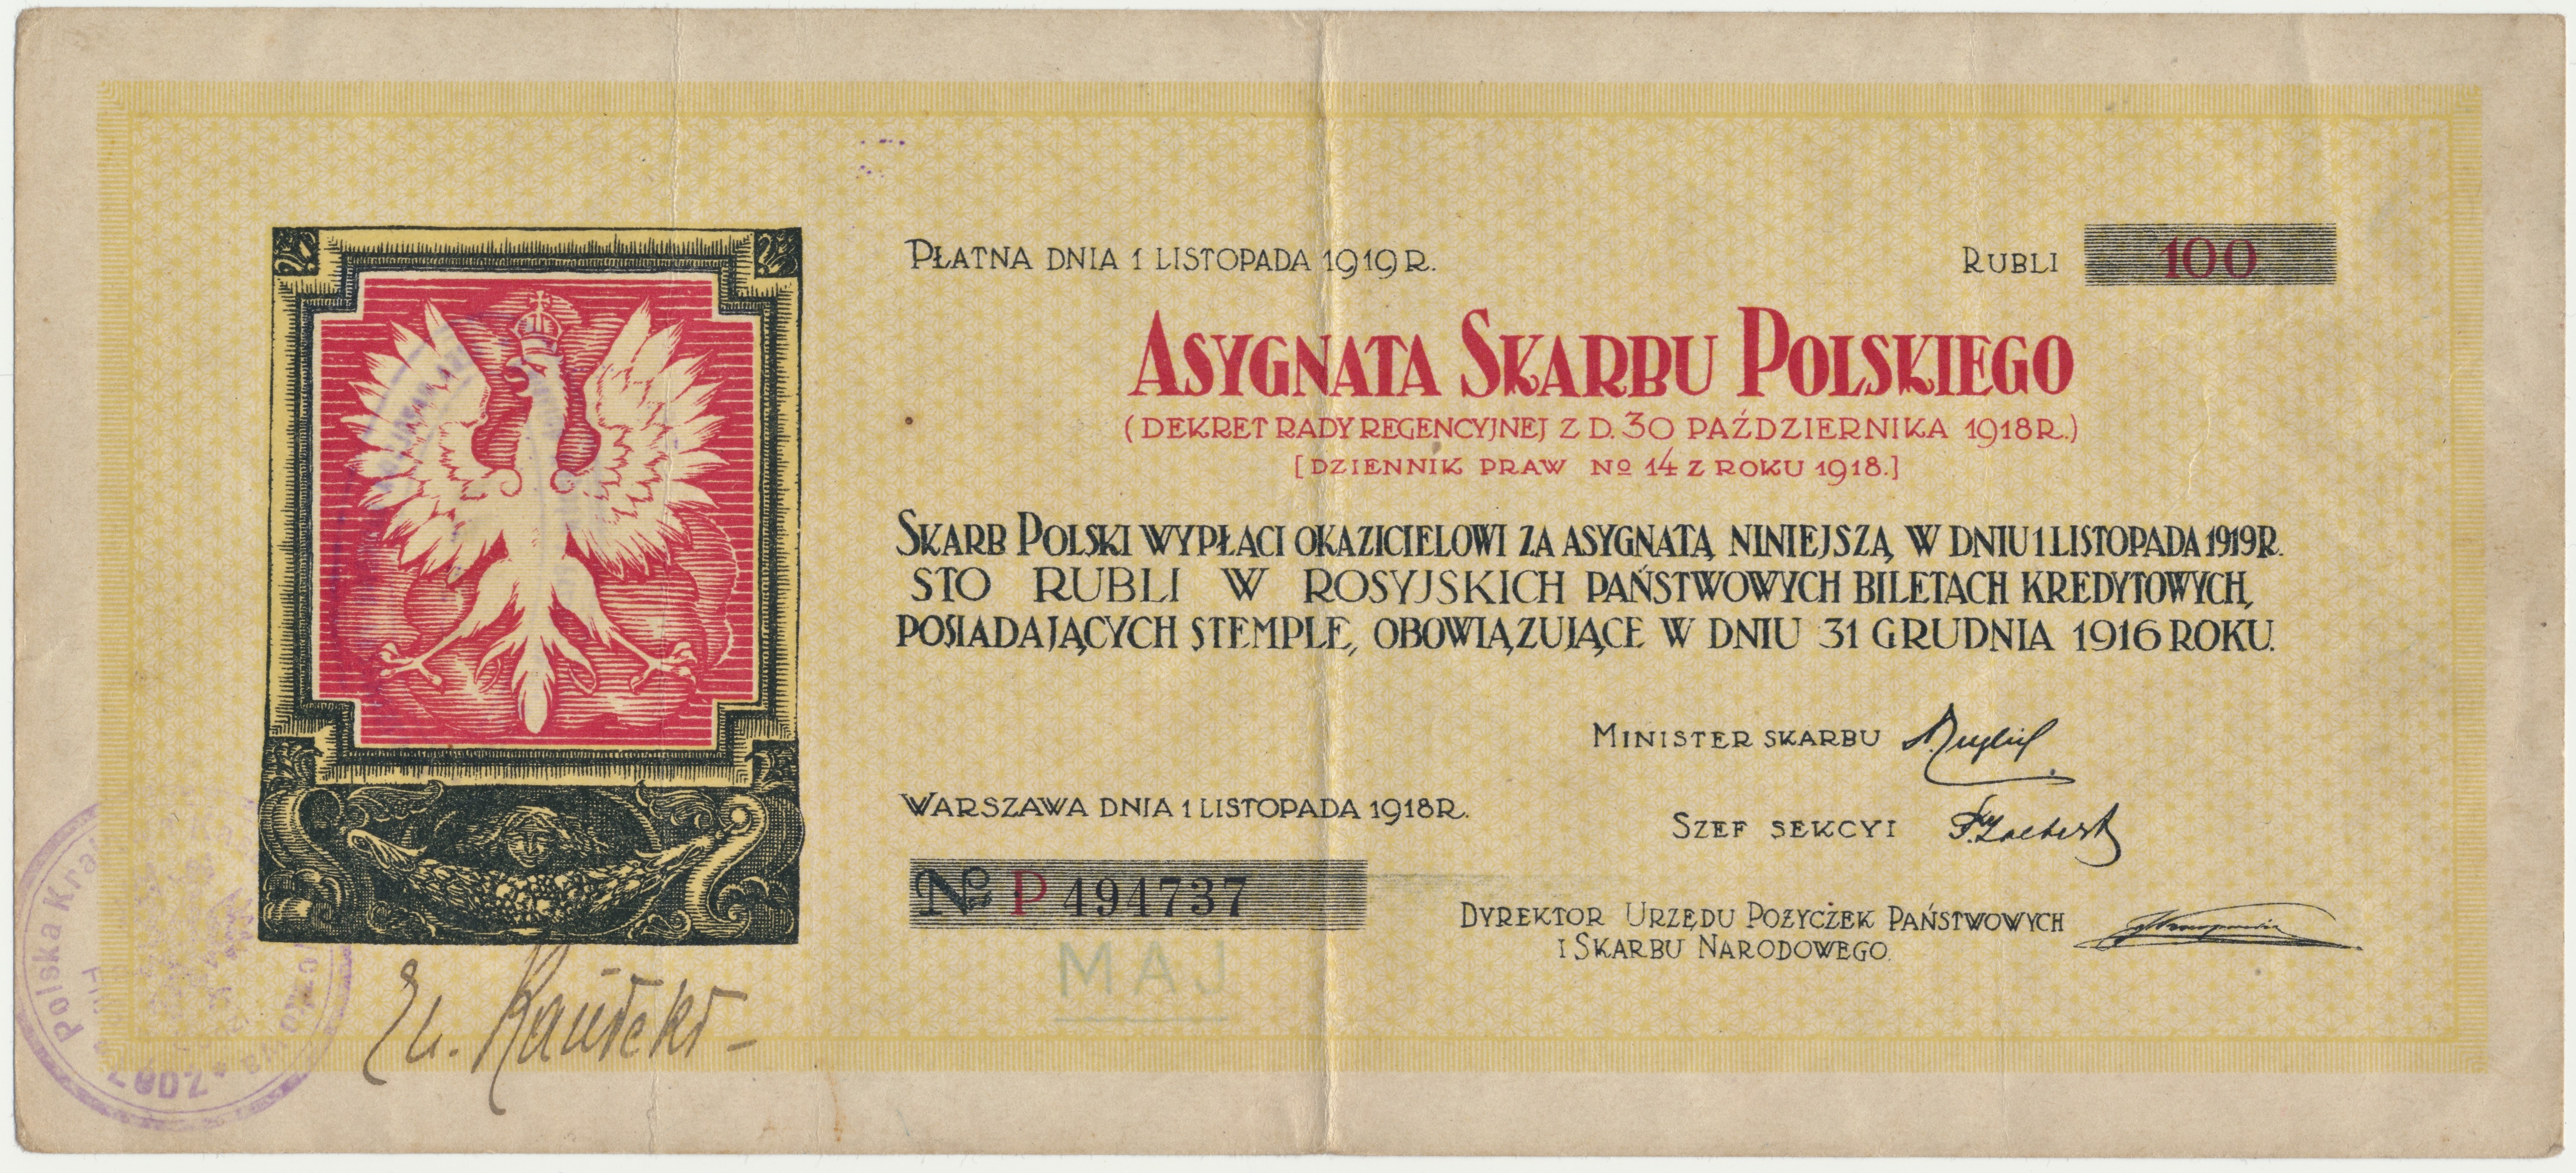 PŁATNA DNIA 1 LISTOPADA 1919 R.
RUBLI 100
ASYGNATA SKARBU POLSKIEGO
(DEKRET RADY REGENCYJNEJ Z D. 30 PAŹDZIERNIKA 1918 R.)
[DZIENNIK PRAW No 14 Z ROKU 1918.]
SKARB POLSKI WYPŁACI OKAZICIELOWI ZA ASYGNATĄ NINIEJSZĄ W DNIU 1 LISTOPADA 1919 R.
STO RUBLI W ROSYJSKICH PAŃSTWOWYCH BILETACH KREDYTOWYCH,
POSIADAJĄCYCH STEMPLE, OBOWIĄZUJĄCE W DNIU 31 GRUDNIA 1916 ROKU.
MINISTER SKARBU
WARSZAWA DNIA 1 LISTOPADA 1918 R.
SZEF SEKCYI
No P 494737
DYREKTOR URZĘDU POŻYCZEK PAŃSTWOWYCH
I SKARBU NARODOWEGO.
MAJ
Polska